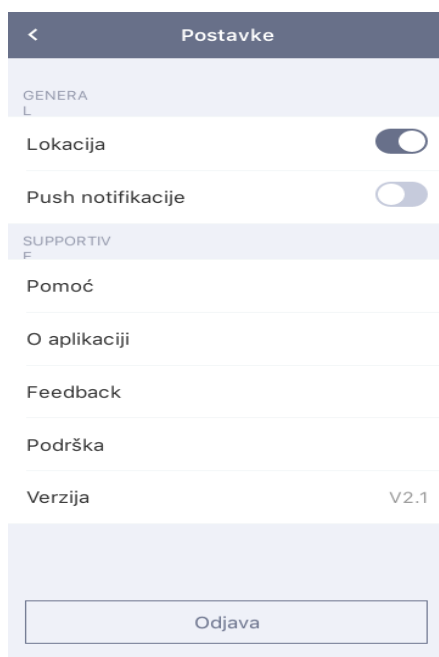 Postavke
GENERA
L
Lokacija
Push notifikacije
SUPPORTIV
E
Pomoć
O aplikaciji
Feedback
Podrška
Verzija V2.1
Odjava